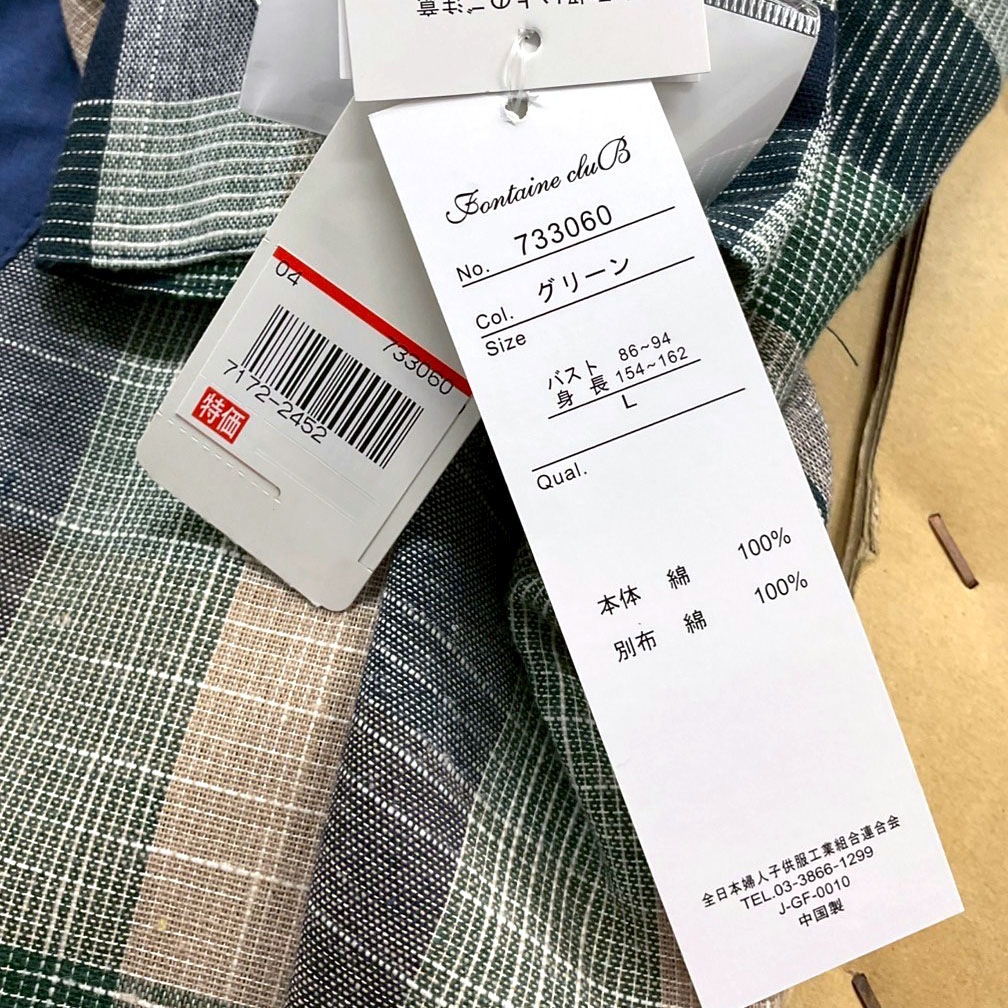 Fontaine cluB
No. 733060
Col. グリーン
Size
バスト 86~94
身長 154~162
L
Qual.
本体 綿 100%
別布 綿 100%
全日本婦人子供服工業組合連合会
TEL.03-3866-1299
J-GF-0010
中国製
04
733060
7172-2452
特価